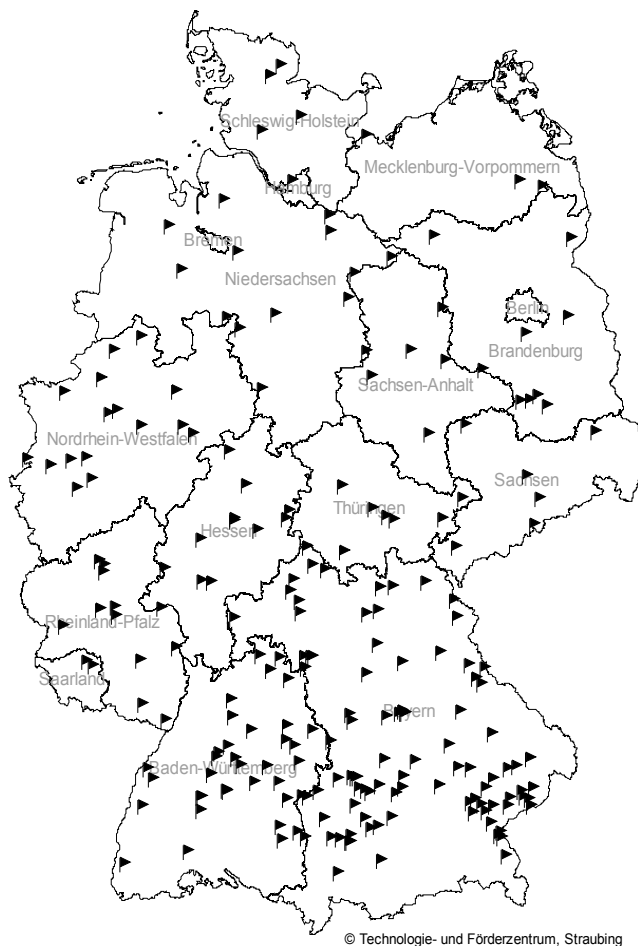 Schleswig-Holstein
Mecklenburg-Vorpommern
Hamburg
Bremen
Niedersachsen
Berlin
Brandenburg
Sachsen-Anhalt
Nordrhein-Westfalen
Sachsen
Thüringen
Hessen
Rheinland-Pfalz
Saarland
Bayern
Baden-Württemberg
© Technologie- und Förderzentrum, Straubing